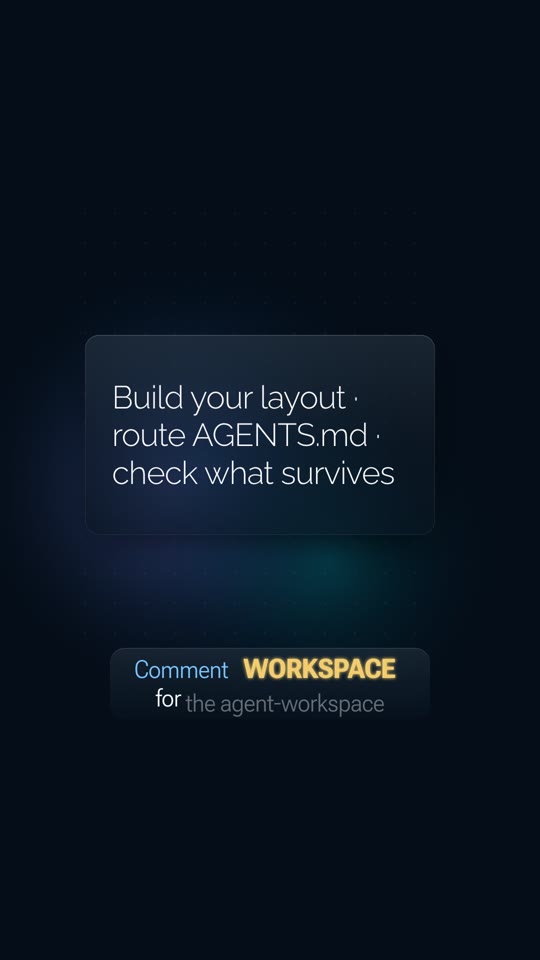 Build your layout ·
route AGENTS.md ·
check what survives
Comment WORKSPACE
for the agent-workspace